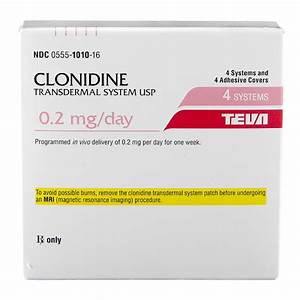 NDC 0555-1010-16
CLONIDINE
TRANSDERMAL SYSTEM USP
4 Systems and
4 Adhesive Covers
4 SYSTEMS
0.2 mg/day
TEVA
Programmed in vivo delivery of 0.2 mg per day for one week.
To avoid possible burns, remove the clonidine transdermal system patch before undergoing
an MRI (magnetic resonance imaging) procedure.
℞ only